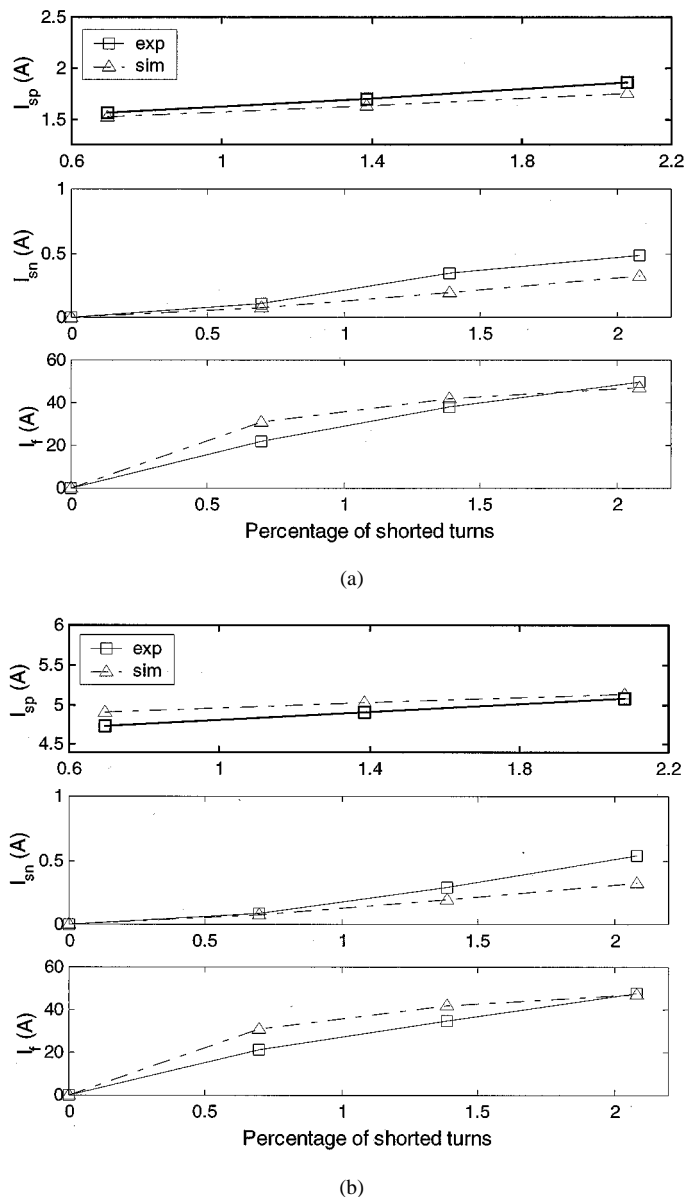 2.5
exp
sim
2
1.5
I_sp (A)
0.6 1 1.4 1.8 2.2
1
0.5
0
I_sn (A)
0 0.5 1 1.5 2
60
40
20
0
I_f (A)
0 0.5 1 1.5 2
Percentage of shorted turns
(a)
6
exp
sim
5.5
5
4.5
I_sp (A)
0.6 1 1.4 1.8 2.2
1
0.5
0
I_sn (A)
0 0.5 1 1.5 2
60
40
20
0
I_f (A)
0 0.5 1 1.5 2
Percentage of shorted turns
(b)